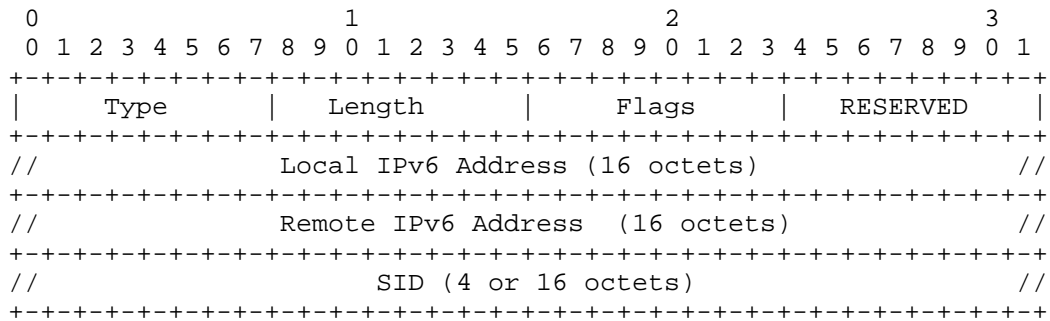 0                   1                   2                   3
 0 1 2 3 4 5 6 7 8 9 0 1 2 3 4 5 6 7 8 9 0 1 2 3 4 5 6 7 8 9 0 1
+-+-+-+-+-+-+-+-+-+-+-+-+-+-+-+-+-+-+-+-+-+-+-+-+-+-+-+-+-+-+-+-+
|     Type      |   Length      |     Flags     |   RESERVED    |
+-+-+-+-+-+-+-+-+-+-+-+-+-+-+-+-+-+-+-+-+-+-+-+-+-+-+-+-+-+-+-+-+
//               Local IPv6 Address (16 octets)                //
+-+-+-+-+-+-+-+-+-+-+-+-+-+-+-+-+-+-+-+-+-+-+-+-+-+-+-+-+-+-+-+-+
//               Remote IPv6 Address  (16 octets)              //
+-+-+-+-+-+-+-+-+-+-+-+-+-+-+-+-+-+-+-+-+-+-+-+-+-+-+-+-+-+-+-+-+
//                     SID (4 or 16 octets)                    //
+-+-+-+-+-+-+-+-+-+-+-+-+-+-+-+-+-+-+-+-+-+-+-+-+-+-+-+-+-+-+-+-+